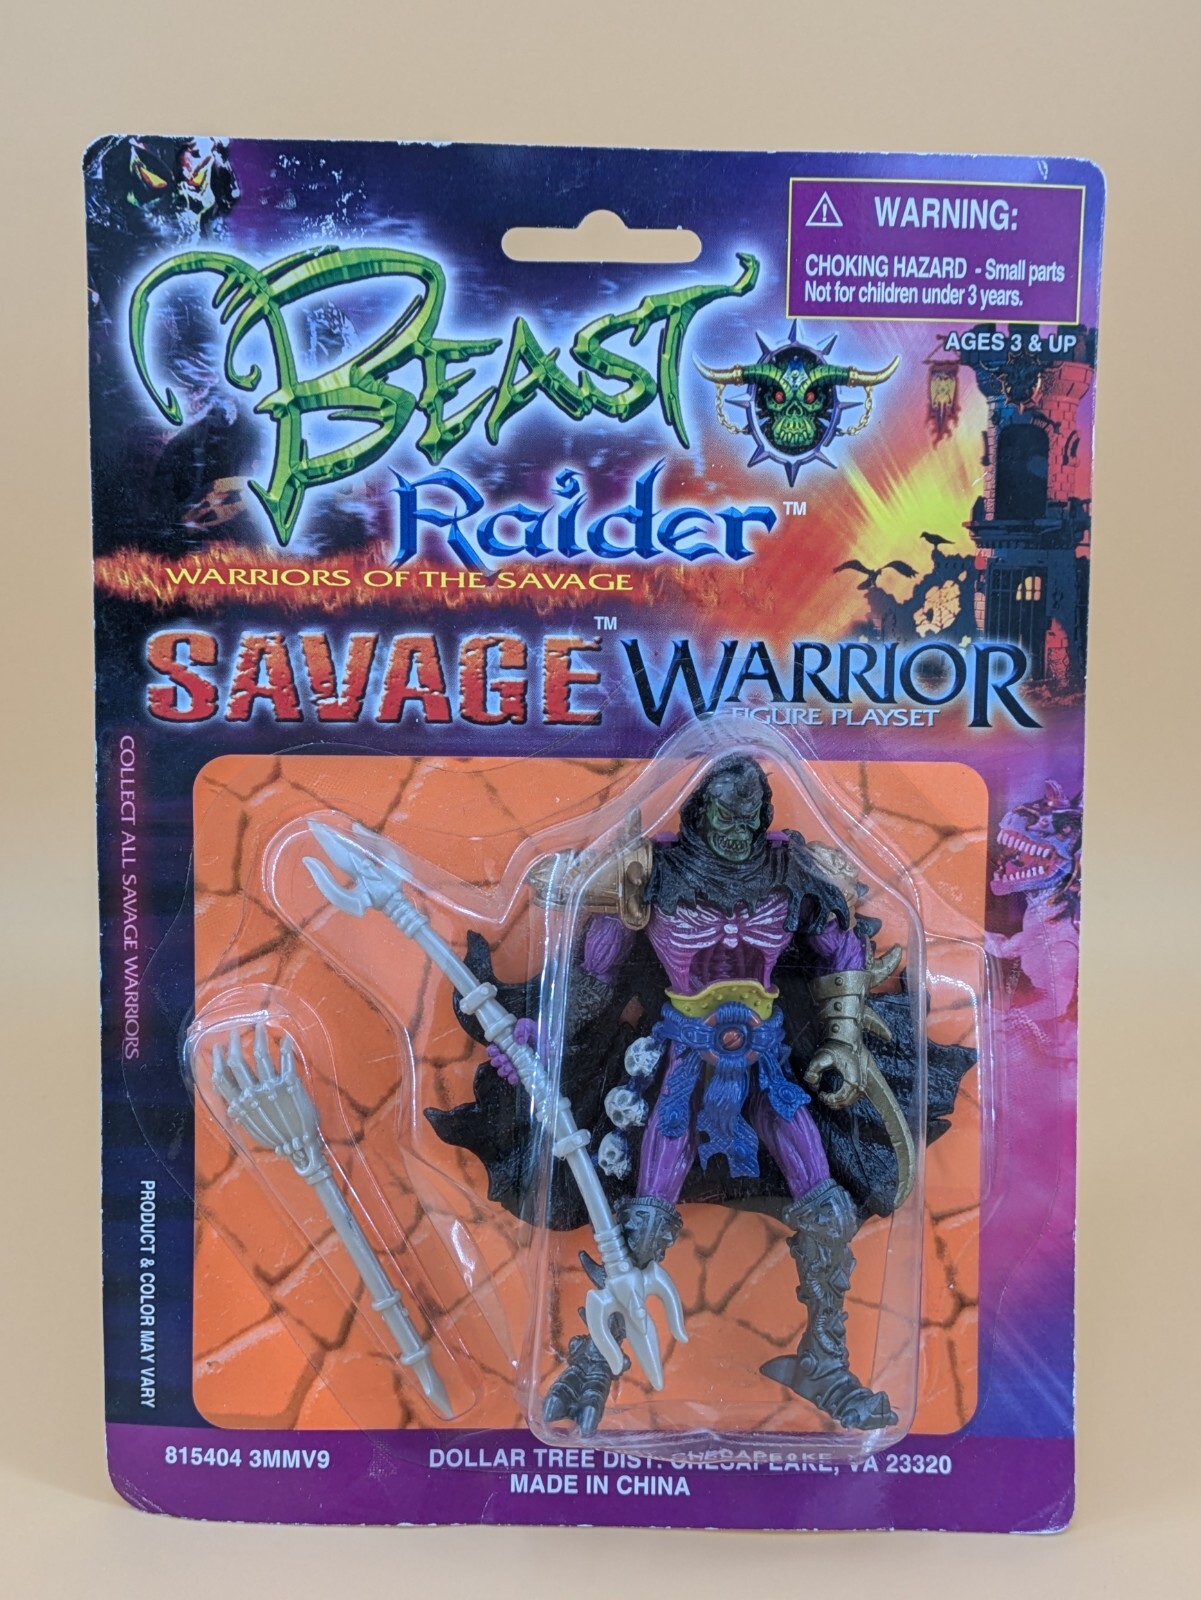 WARNING:
CHOKING HAZARD - Small parts
Not for children under 3 years.
AGES 3 & UP
BEAST
Raider™
WARRIORS OF THE SAVAGE
SAVAGE™ WARRIOR
FIGURE PLAYSET
COLLECT ALL SAVAGE WARRIORS
PRODUCT & COLOR MAY VARY
815404 3MMV9
DOLLAR TREE DIST. CHESAPEAKE, VA 23320
MADE IN CHINA